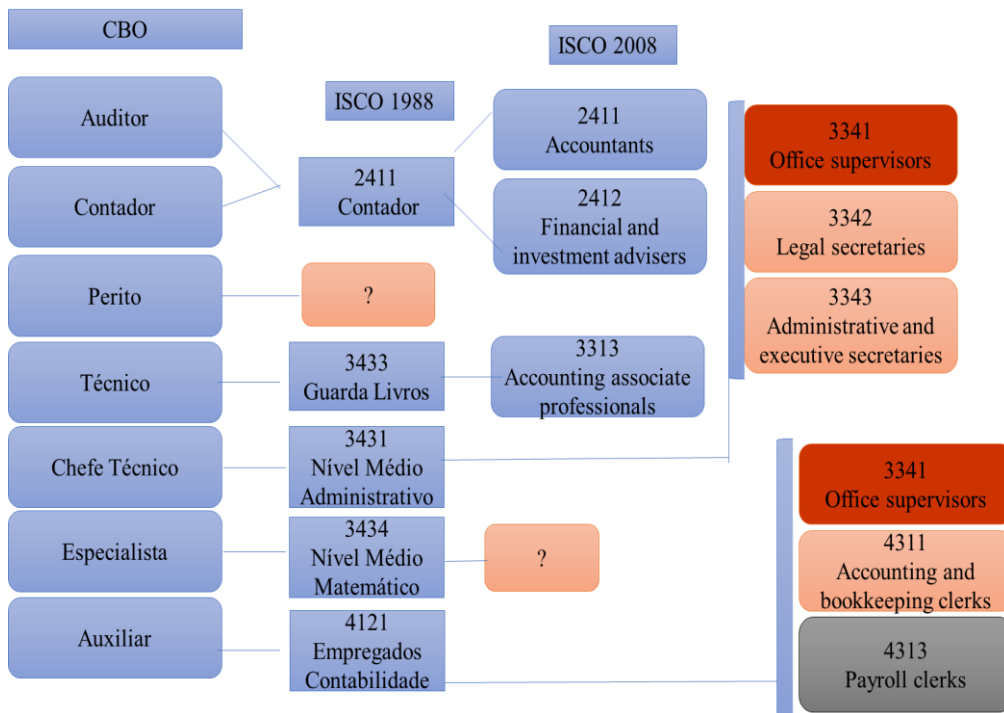 CBO
ISCO 1988
ISCO 2008
Auditor
Contador
Perito
Técnico
Chefe Técnico
Especialista
Auxiliar
2411
Contador
?
3433
Guarda Livros
3431
Nível Médio
Administrativo
3434
Nível Médio
Matemático
4121
Empregados
Contabilidade
2411
Accountants
2412
Financial and
investment advisers
3313
Accounting associate
professionals
?
3341
Office supervisors
3342
Legal secretaries
3343
Administrative and
executive secretaries
3341
Office supervisors
4311
Accounting and
bookkeeping clerks
4313
Payroll clerks